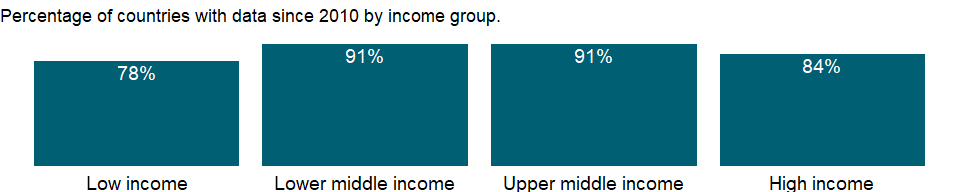 Percentage of countries with data since 2010 by income group.
78%
91%
91%
84%
Low income
Lower middle income
Upper middle income
High income